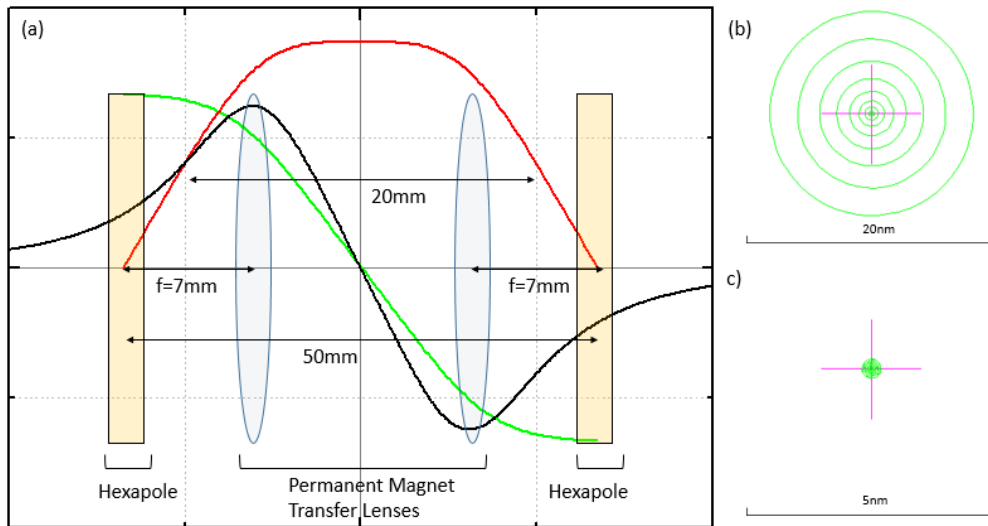 (a)
20mm
f=7mm
f=7mm
50mm
Hexapole
Permanent Magnet
Transfer Lenses
Hexapole
(b)
20nm
c)
5nm